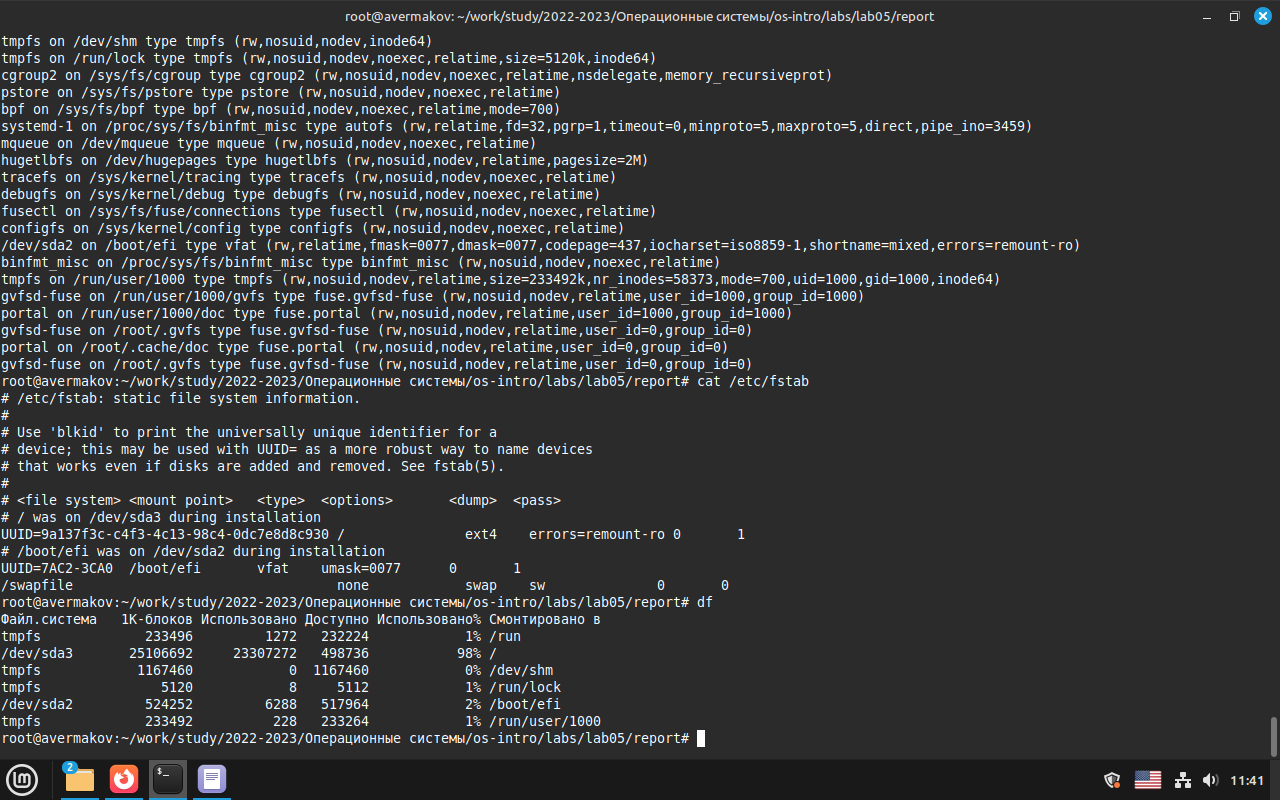 root@avermakov: ~/work/study/2022-2023/Операционные системы/os-intro/labs/lab05/report
tmpfs on /dev/shm type tmpfs (rw,nosuid,nodev,inode64)
tmpfs on /run/lock type tmpfs (rw,nosuid,nodev,noexec,relatime,size=5120k,inode64)
cgroup2 on /sys/fs/cgroup type cgroup2 (rw,nosuid,nodev,noexec,relatime,nsdelegate,memory_recursiveprot)
pstore on /sys/fs/pstore type pstore (rw,nosuid,nodev,noexec,relatime)
bpf on /sys/fs/bpf type bpf (rw,nosuid,nodev,noexec,relatime,mode=700)
systemd-1 on /proc/sys/fs/binfmt_misc type autofs (rw,relatime,fd=32,pgrp=1,timeout=0,minproto=5,maxproto=5,direct,pipe_ino=3459)
mqueue on /dev/mqueue type mqueue (rw,nosuid,nodev,noexec,relatime)
hugetlbfs on /dev/hugepages type hugetlbfs (rw,nosuid,nodev,relatime,pagesize=2M)
tracefs on /sys/kernel/tracing type tracefs (rw,nosuid,nodev,noexec,relatime)
debugfs on /sys/kernel/debug type debugfs (rw,nosuid,nodev,noexec,relatime)
fusectl on /sys/fs/fuse/connections type fusectl (rw,nosuid,nodev,noexec,relatime)
configfs on /sys/kernel/config type configfs (rw,nosuid,nodev,noexec,relatime)
/dev/sda2 on /boot/efi type vfat (rw,relatime,fmask=0077,dmask=0077,codepage=437,iocharset=iso8859-1,shortname=mixed,errors=remount-ro)
binfmt_misc on /proc/sys/fs/binfmt_misc type binfmt_misc (rw,nosuid,nodev,noexec,relatime)
tmpfs on /run/user/1000 type tmpfs (rw,nosuid,nodev,relatime,size=233492k,nr_inodes=58373,mode=700,uid=1000,gid=1000,inode64)
gvfsd-fuse on /run/user/1000/gvfs type fuse.gvfsd-fuse (rw,nosuid,nodev,relatime,user_id=1000,group_id=1000)
portal on /run/user/1000/doc type fuse.portal (rw,nosuid,nodev,relatime,user_id=1000,group_id=1000)
gvfsd-fuse on /root/.gvfs type fuse.gvfsd-fuse (rw,nosuid,nodev,relatime,user_id=0,group_id=0)
portal on /root/.cache/doc type fuse.portal (rw,nosuid,nodev,relatime,user_id=0,group_id=0)
gvfsd-fuse on /root/.gvfs type fuse.gvfsd-fuse (rw,nosuid,nodev,relatime,user_id=0,group_id=0)
root@avermakov:~/work/study/2022-2023/Операционные системы/os-intro/labs/lab05/report# cat /etc/fstab
# /etc/fstab: static file system information.
#
# Use 'blkid' to print the universally unique identifier for a
# device; this may be used with UUID= as a more robust way to name devices
# that works even if disks are added and removed. See fstab(5).
#
# <file system> <mount point>   <type>  <options>       <dump>  <pass>
# / was on /dev/sda3 during installation
UUID=9a137f3c-c4f3-4c13-98c4-0dc7e8d8c930 /               ext4    errors=remount-ro 0       1
# /boot/efi was on /dev/sda2 during installation
UUID=7AC2-3CA0  /boot/efi       vfat    umask=0077      0       1
/swapfile                                 none            swap    sw              0       0
root@avermakov:~/work/study/2022-2023/Операционные системы/os-intro/labs/lab05/report# df
Файл.система   1K-блоков Использовано Доступно Использовано% Смонтировано в
tmpfs             233496         1272   232224            1% /run
/dev/sda3       25106692     23307272   498736           98% /
tmpfs            1167460            0  1167460            0% /dev/shm
tmpfs               5120            8     5112            1% /run/lock
/dev/sda2         524252         6288   517964            2% /boot/efi
tmpfs             233492          228   233264            1% /run/user/1000
root@avermakov:~/work/study/2022-2023/Операционные системы/os-intro/labs/lab05/report#
2
$_
11:41